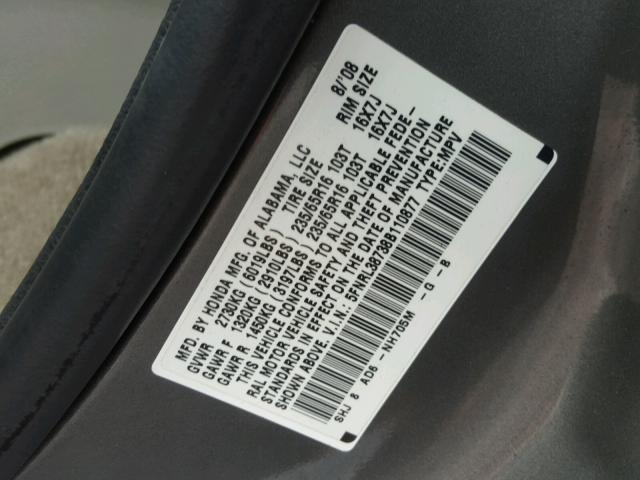 MFD. BY HONDA MFG. OF ALABAMA, LLC 8/'08
GVWR 2730KG (6019LBS) TIRE SIZE RIM SIZE
GAWR F 1320KG (2910LBS) 235/65R16 103T 16X7J
GAWR R 1450KG (3197LBS) 235/65R16 103T 16X7J
THIS VEHICLE CONFORMS TO ALL APPLICABLE FEDE-
RAL MOTOR VEHICLE SAFETY AND THEFT PREVENTION
STANDARDS IN EFFECT ON THE DATE OF MANUFACTURE
SHOWN ABOVE. V.I.N.: 5FNRL38738B110877 TYPE:MPV
SHJ 8 AD6 -NH705M -G -B